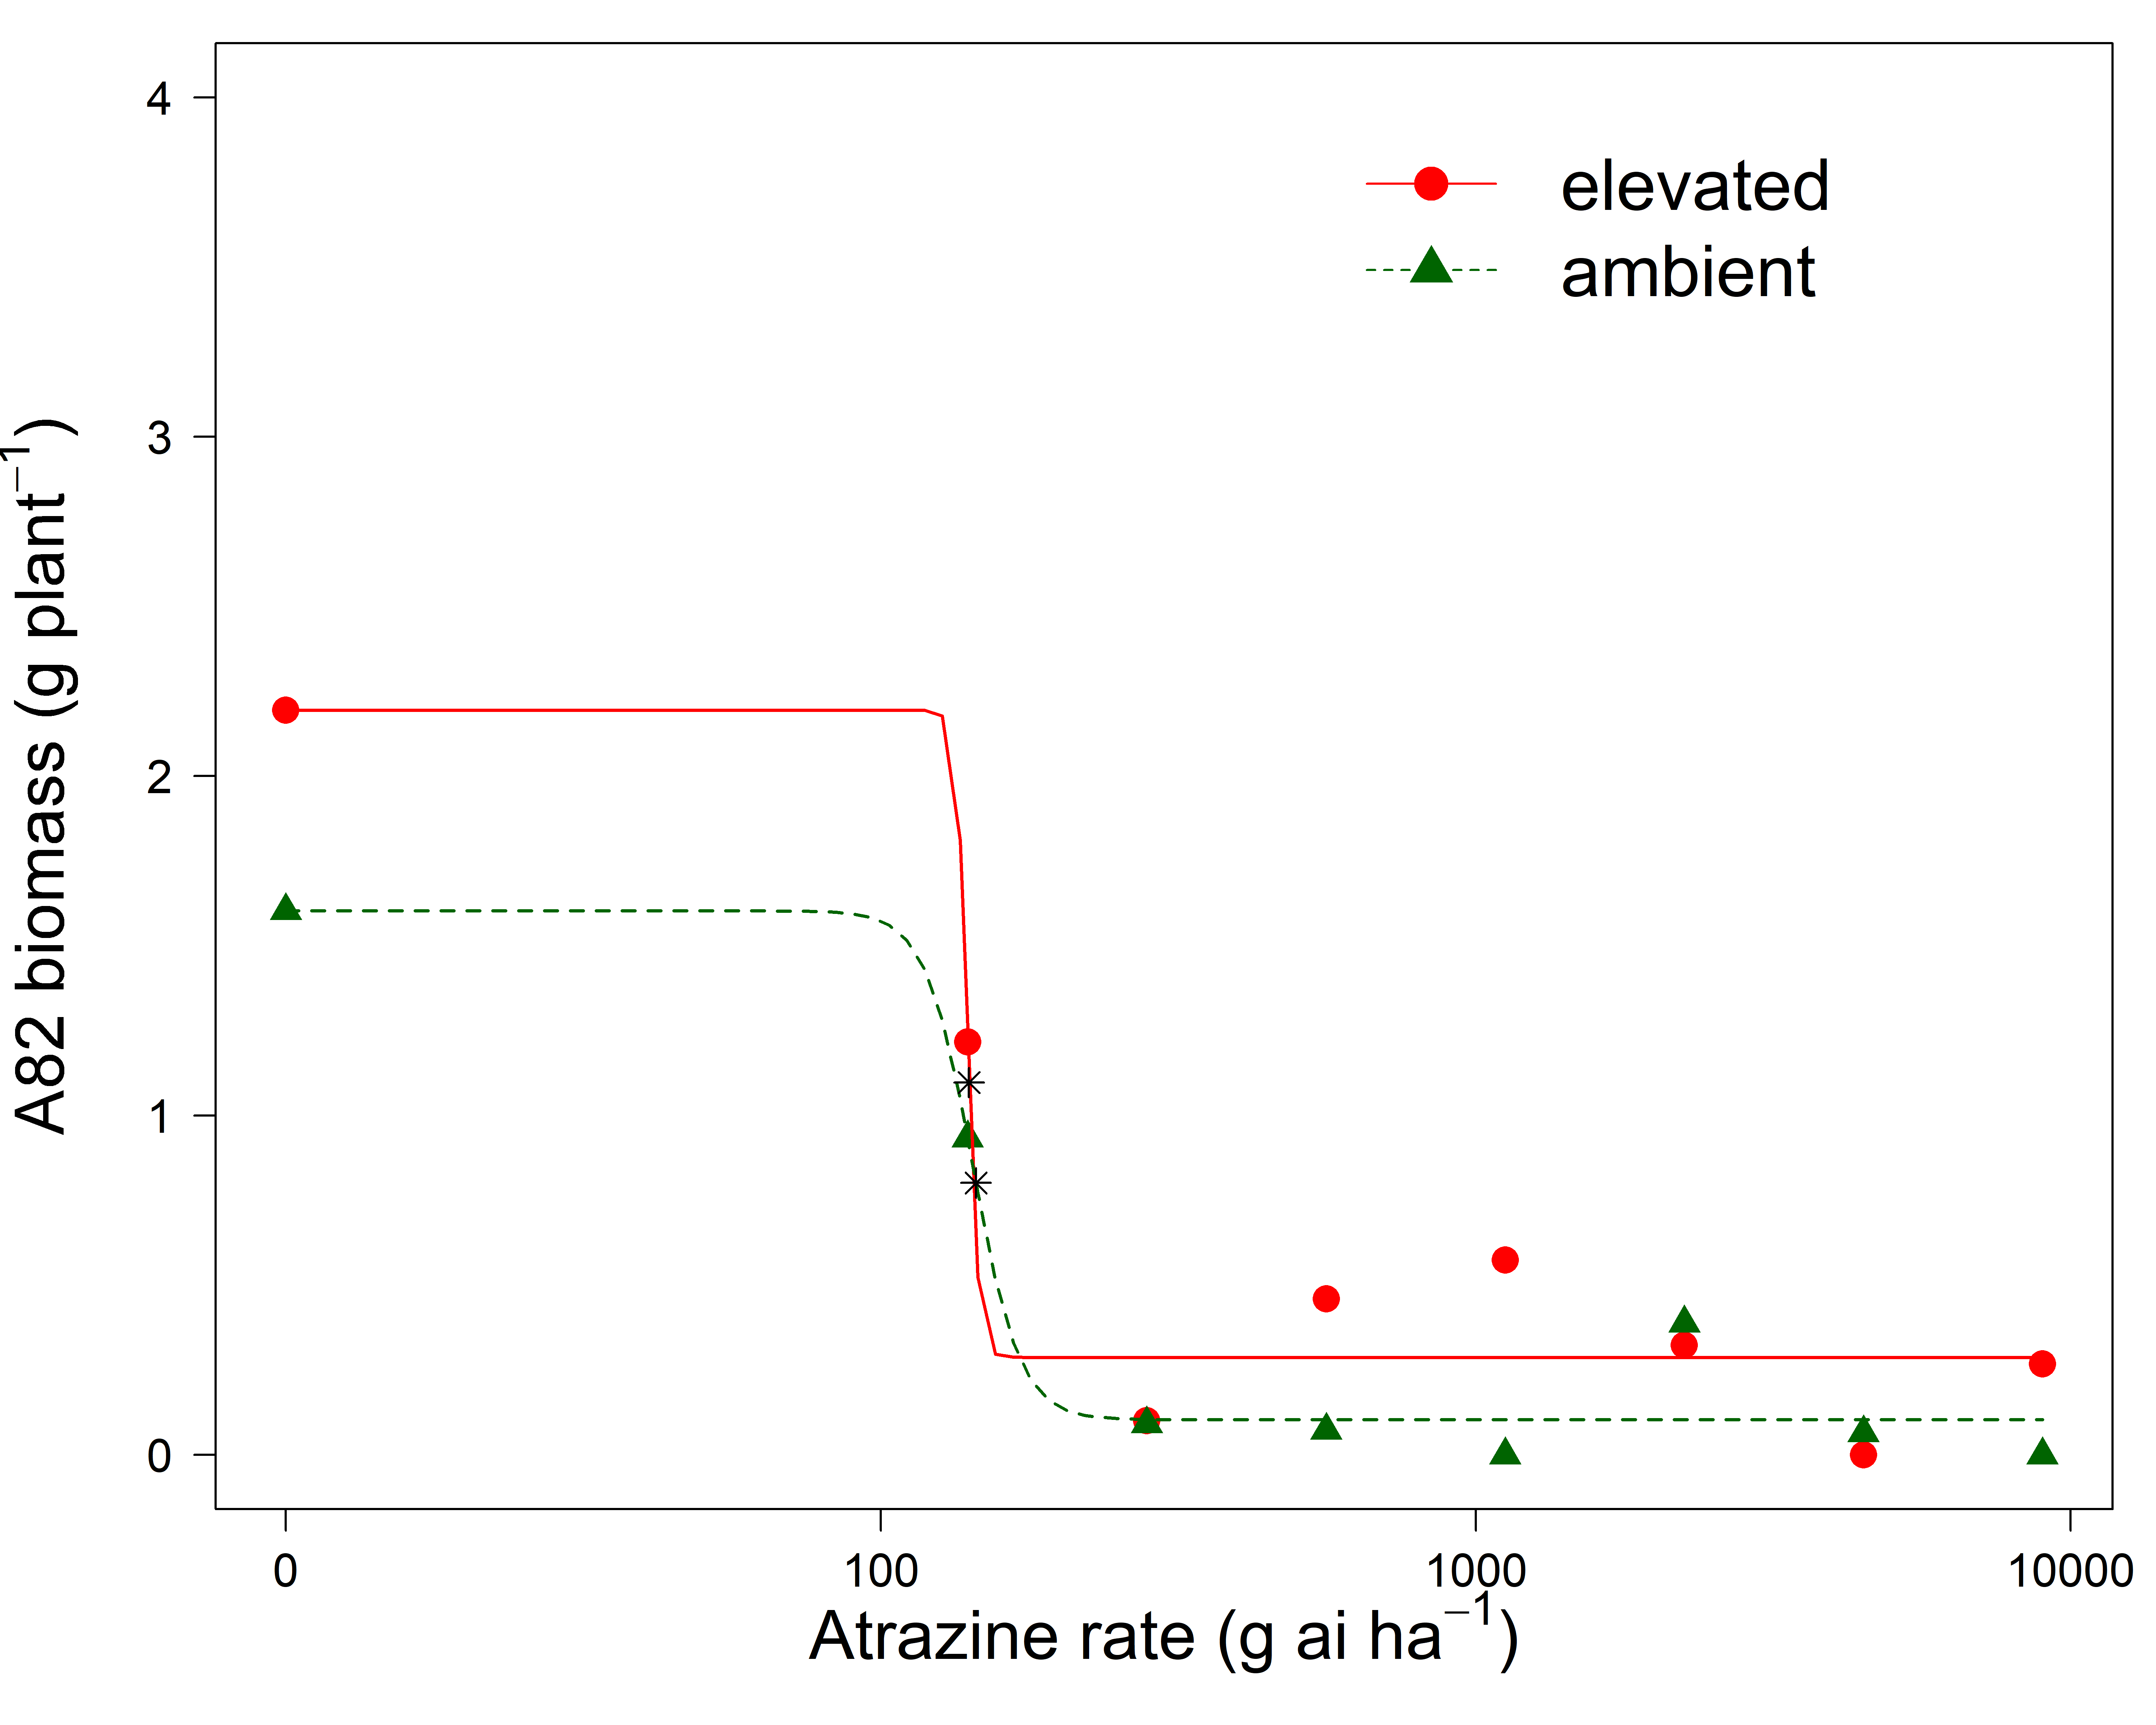 4
3
2
1
0
A82 biomass (g plant⁻¹)
elevated
ambient
0 100 1000 10000
Atrazine rate (g ai ha⁻¹)